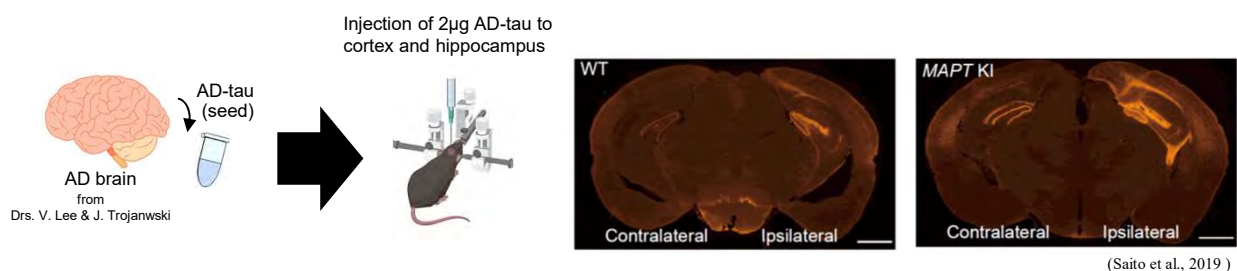 Injection of 2μg AD-tau to
cortex and hippocampus
AD-tau
(seed)
AD brain
from
Drs. V. Lee & J. Trojanwski
WT
Contralateral
Ipsilateral
MAPT KI
Contralateral
Ipsilateral
(Saito et al., 2019 )